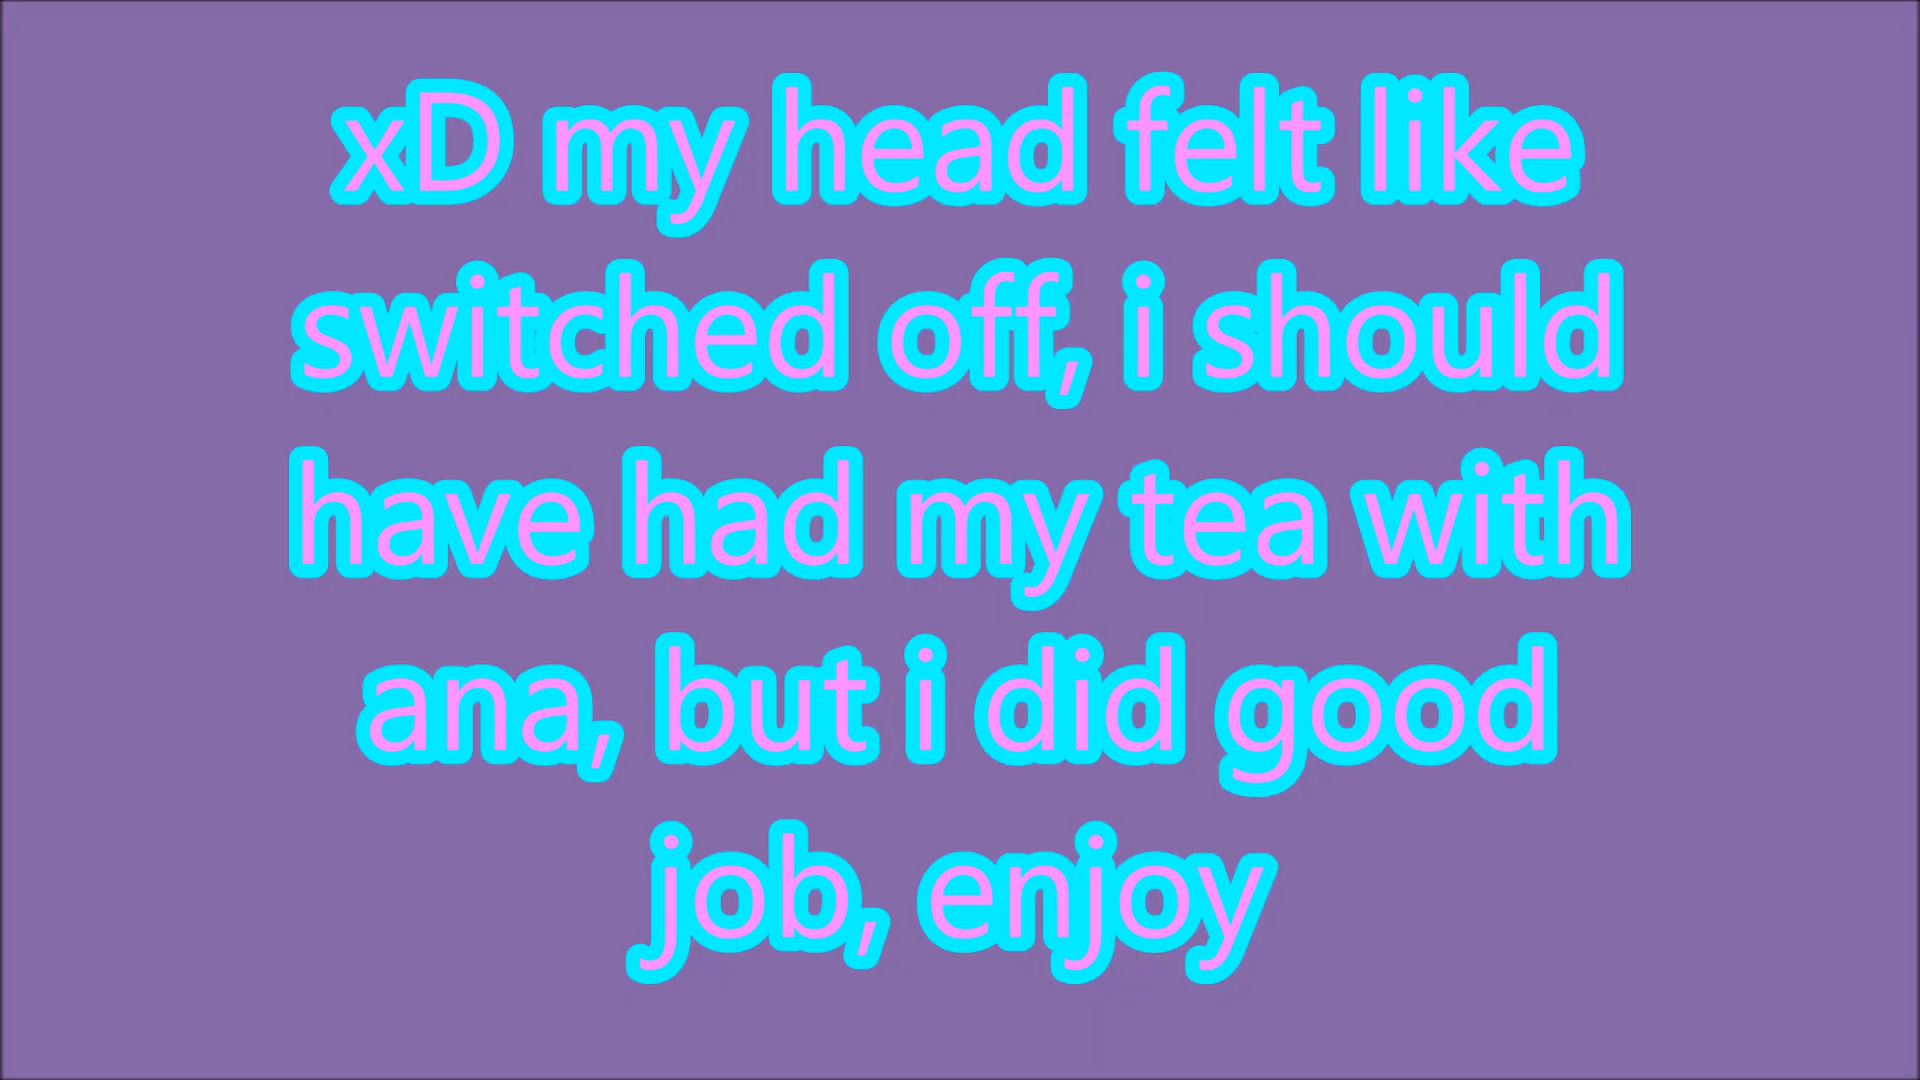 xD my head felt like
switched off, i should
have had my tea with
ana, but i did good
job, enjoy